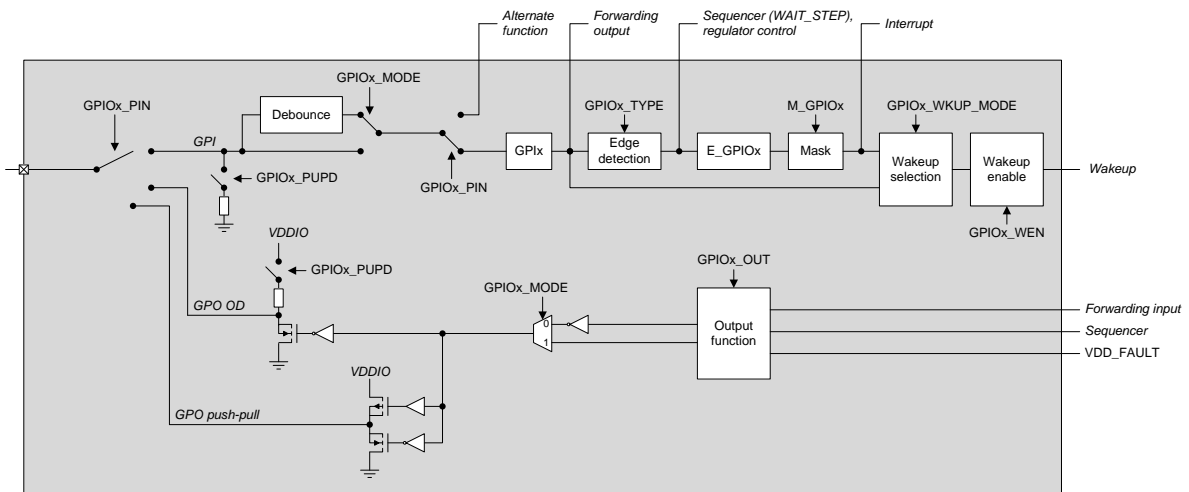 Alternate
function
Forwarding
output
Sequencer (WAIT_STEP),
regulator control
Interrupt
GPIOx_PIN
GPIOx_MODE
Debounce
GPI
GPIOx_PUPD
GPIOx_PIN
GPIx
GPIOx_TYPE
Edge
detection
E_GPIOx
M_GPIOx
Mask
GPIOx_WKUP_MODE
Wakeup
selection
Wakeup
enable
Wakeup
GPIOx_WEN
VDDIO
GPIOx_PUPD
GPO OD
GPIOx_MODE
0
1
GPIOx_OUT
Output
function
Forwarding input
Sequencer
VDD_FAULT
VDDIO
GPO push-pull